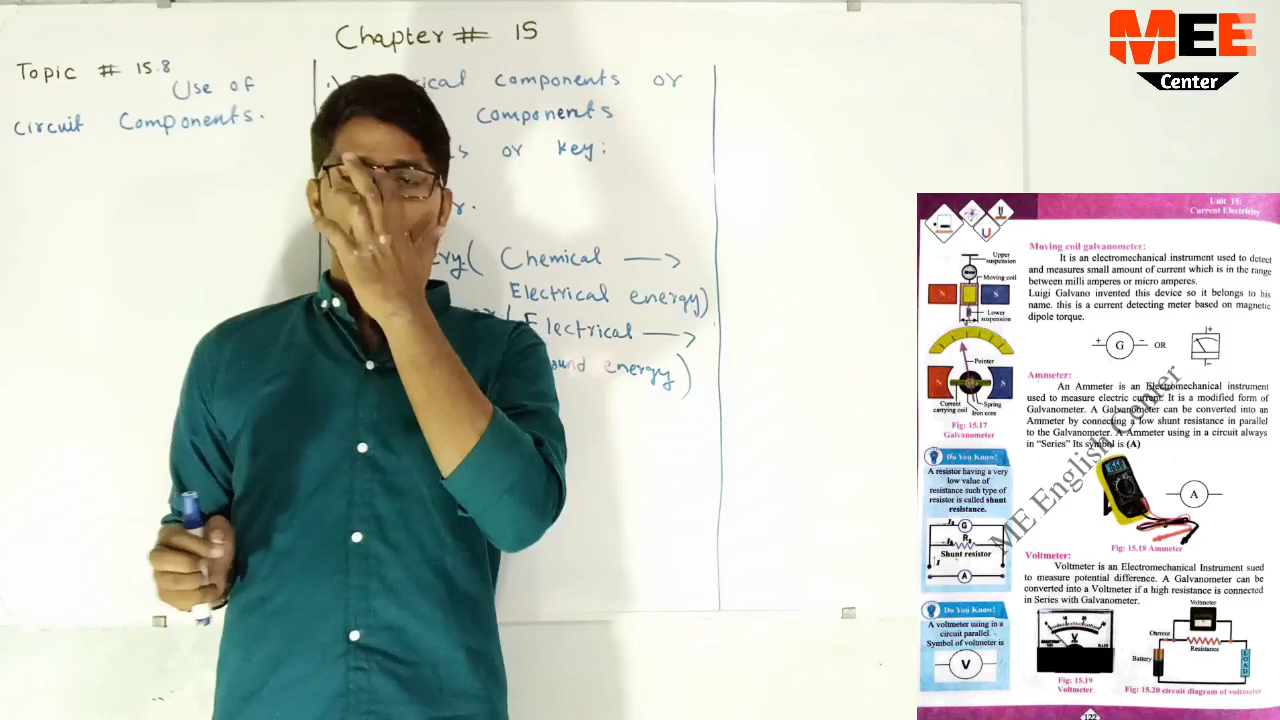 Chapter # 15
Topic # 15.8
Use of
circuit Components.
components or
Components
or key:
( Chemical →
Electrical energy)
Electrical →
energy)
MEE
Center
Unit 15:
Current Electricity
Moving coil galvanometer:
It is an electromechanical instrument used to detect
and measures small amount of current which is in the range
between milli amperes or micro amperes.
Luigi Galvano invented this device so it belongs to his
name. this is a current detecting meter based on magnetic
dipole torque.
Upper
suspension
Moving coil
N
S
Lower
suspension
Pointer
N
S
Current
carrying coil
Spring
Iron core
Fig: 15.17
Galvanometer
+ G − OR
Ammeter:
An Ammeter is an Electromechanical instrument
used to measure electric current. It is a modified form of
Galvanometer. A Galvanometer can be converted into an
Ammeter by connecting a low shunt resistance in parallel
to the Galvanometer. A Ammeter using in a circuit always
in “Series” Its symbol is (A)
A
Fig: 15.18 Ammeter
Do You Know!
A resistor having a very
low value of
resistance such type of
resistor is called shunt
resistance.
G
Shunt resistor
A
Voltmeter:
Voltmeter is an Electromechanical Instrument sued
to measure potential difference. A Galvanometer can be
converted into a Voltmeter if a high resistance is connected
in Series with Galvanometer.
Do You Know!
A voltmeter using in a
circuit parallel.
Symbol of voltmeter is
V
V
Fig: 15.19
Voltmeter
Voltmeter
Current
Resistance
Battery
LOAD
Fig: 15.20 circuit diagram of voltmeter
122
ME English Center